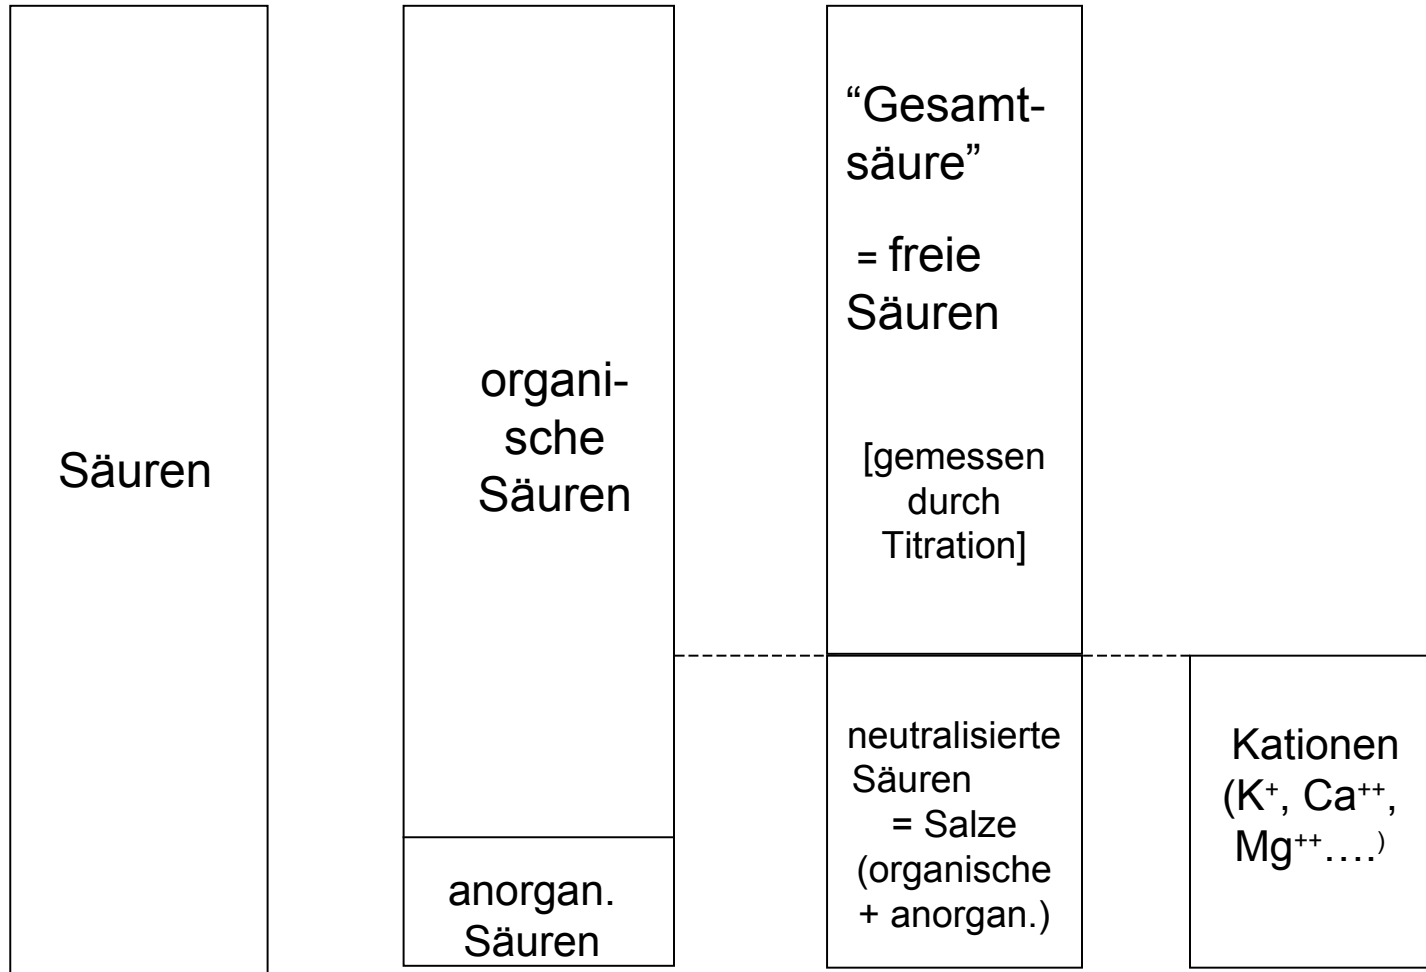 Säuren
organi-
sche
Säuren
anorgan.
Säuren
“Gesamt-
säure”
= freie
Säuren
[gemessen
durch
Titration]
neutralisierte
Säuren
= Salze
(organische
+ anorgan.)
Kationen
(K⁺, Ca⁺⁺,
Mg⁺⁺….⁾